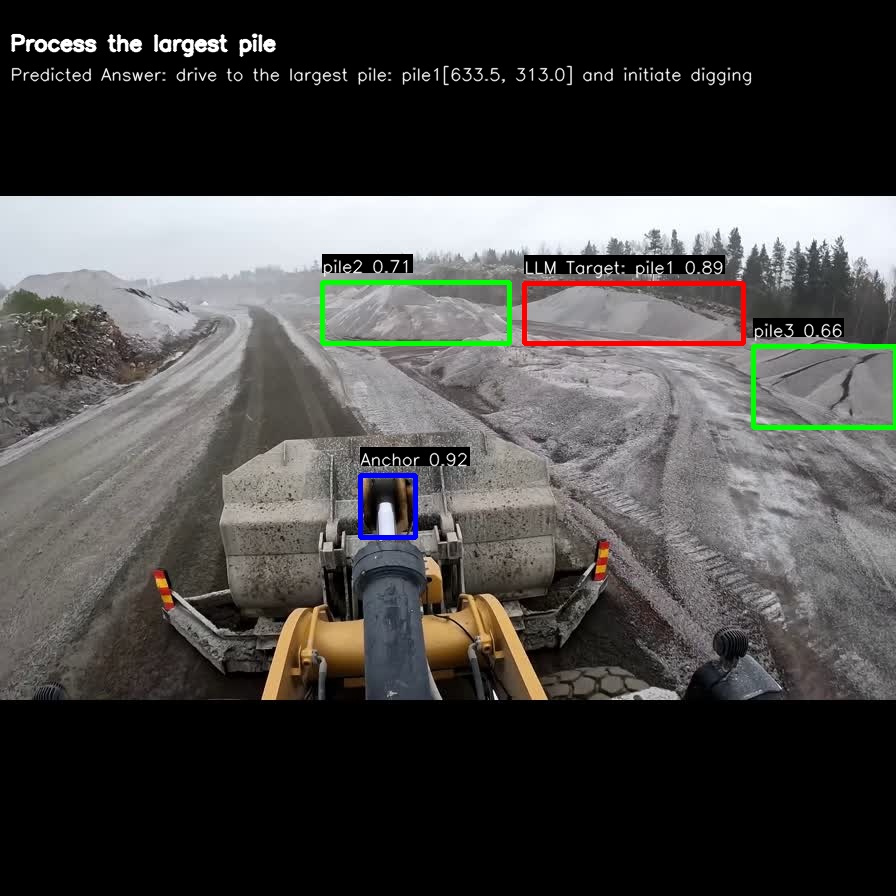 Process the largest pile
Predicted Answer: drive to the largest pile: pile1[633.5, 313.0] and initiate digging
pile2 0.71
LLM Target: pile1 0.89
pile3 0.66
Anchor 0.92